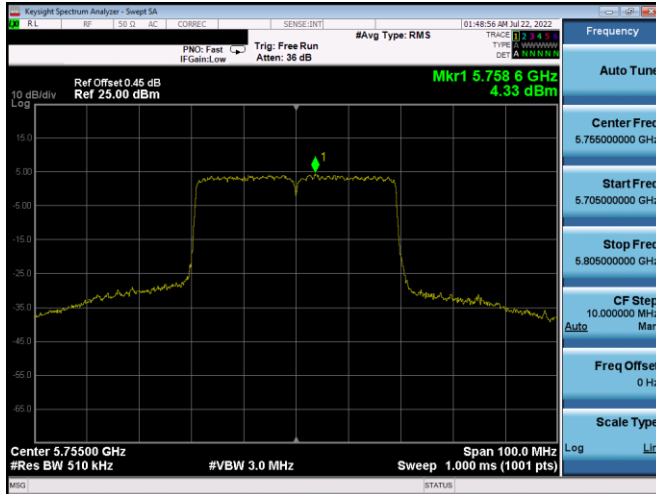 Keysight Spectrum Analyzer - Swept SA
RL RF 50 Ω AC CORREC SENSE:INT 01:48:56 AM Jul 22, 2022
#Avg Type: RMS
TRACE 1 2 3 4 5 6
PNO: Fast Trig: Free Run TYPE A WWWWW
IFGain:Low Atten: 36 dB DET A N N N N N
Mkr1 5.758 6 GHz
Ref Offset 0.45 dB
10 dB/div Ref 25.00 dBm 4.33 dBm
Log
15.0
1
5.00
-5.00
-15.0
-25.0
-35.0
-45.0
-55.0
-65.0
Center 5.75500 GHz Span 100.0 MHz
#Res BW 510 kHz #VBW 3.0 MHz Sweep 1.000 ms (1001 pts)
MSG STATUS
Frequency
Auto Tune
Center Freq
5.755000000 GHz
Start Freq
5.705000000 GHz
Stop Freq
5.805000000 GHz
CF Step
10.000000 MHz
Auto Man
Freq Offset
0 Hz
Scale Type
Log Lin